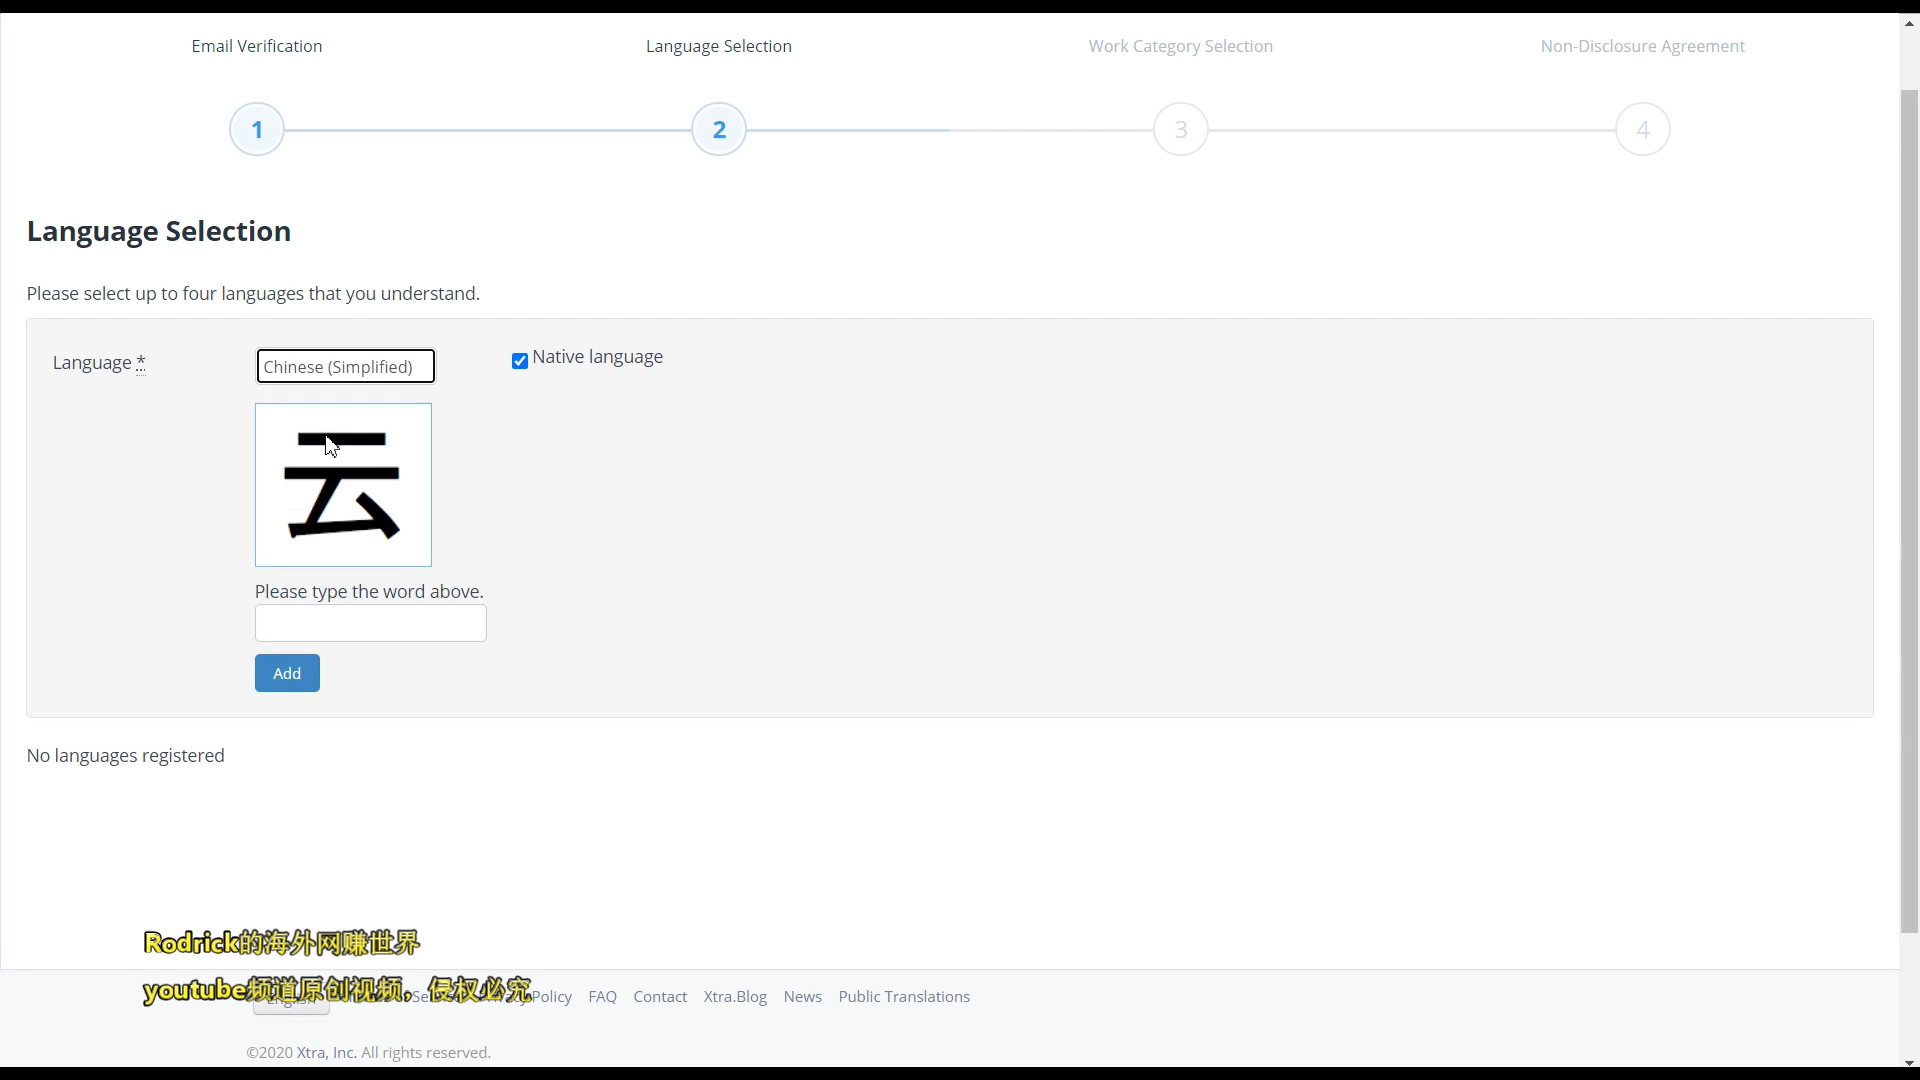 Email Verification
Language Selection
Work Category Selection
Non-Disclosure Agreement
1
2
3
4
Language Selection
Please select up to four languages that you understand.
Language *
Chinese (Simplified)
Native language
云
Please type the word above.
Add
No languages registered
Rodrick的海外网赚世界
youtube频道原创视频。侵权必究
Policy
FAQ
Contact
Xtra.Blog
News
Public Translations
©2020 Xtra, Inc. All rights reserved.